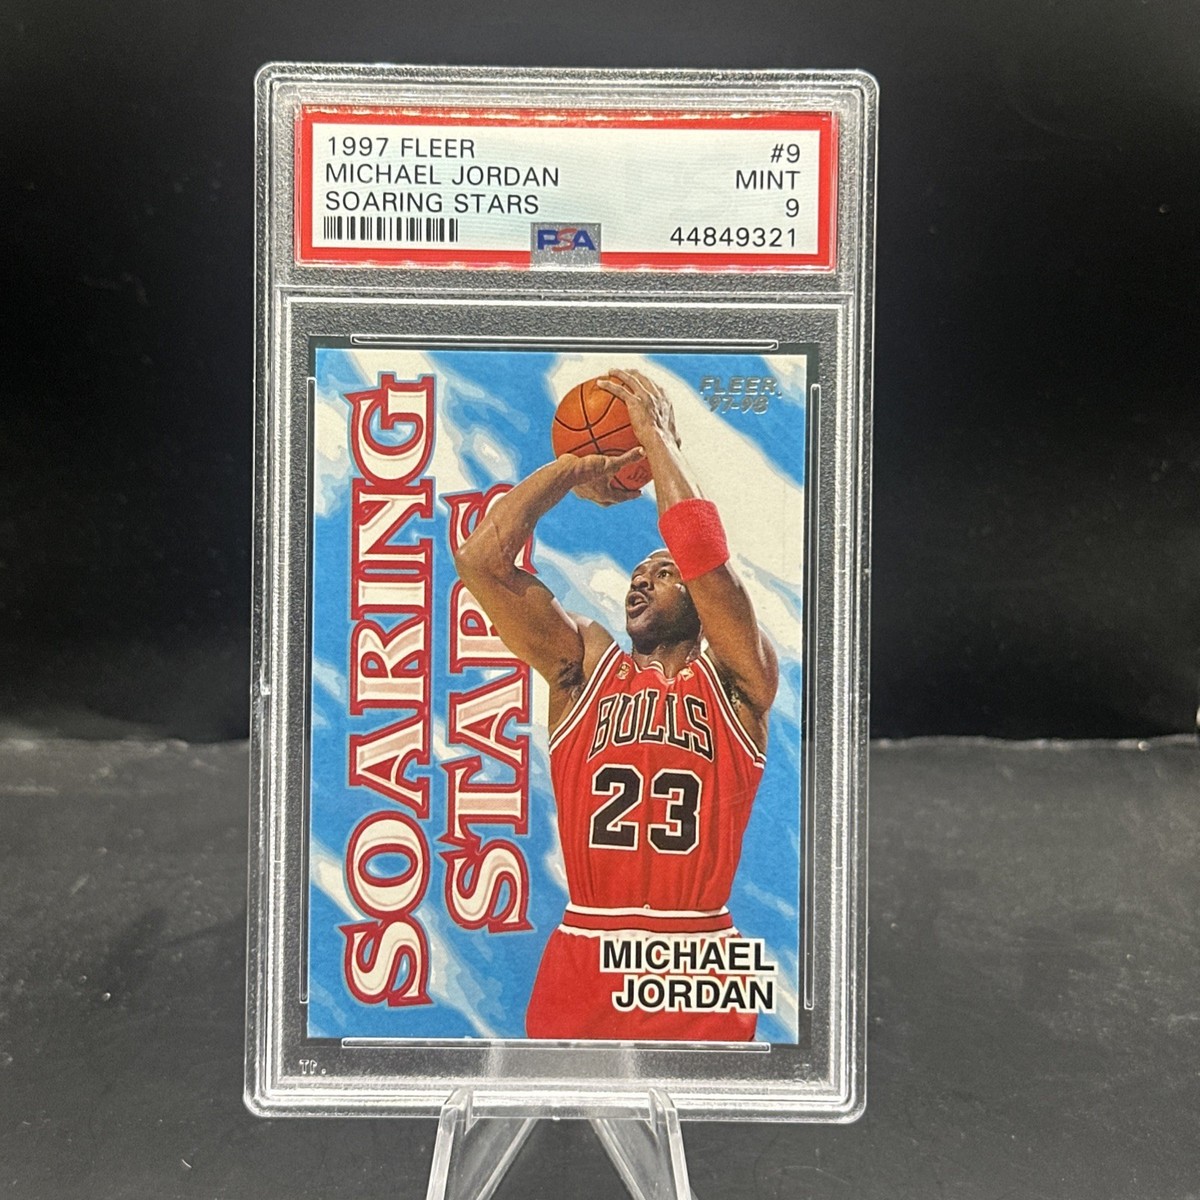 1997 FLEER #9
MICHAEL JORDAN MINT
SOARING STARS 9
PSA 44849321
FLEER
'97-98
SOARING
STARS
BULLS
23
MICHAEL
JORDAN